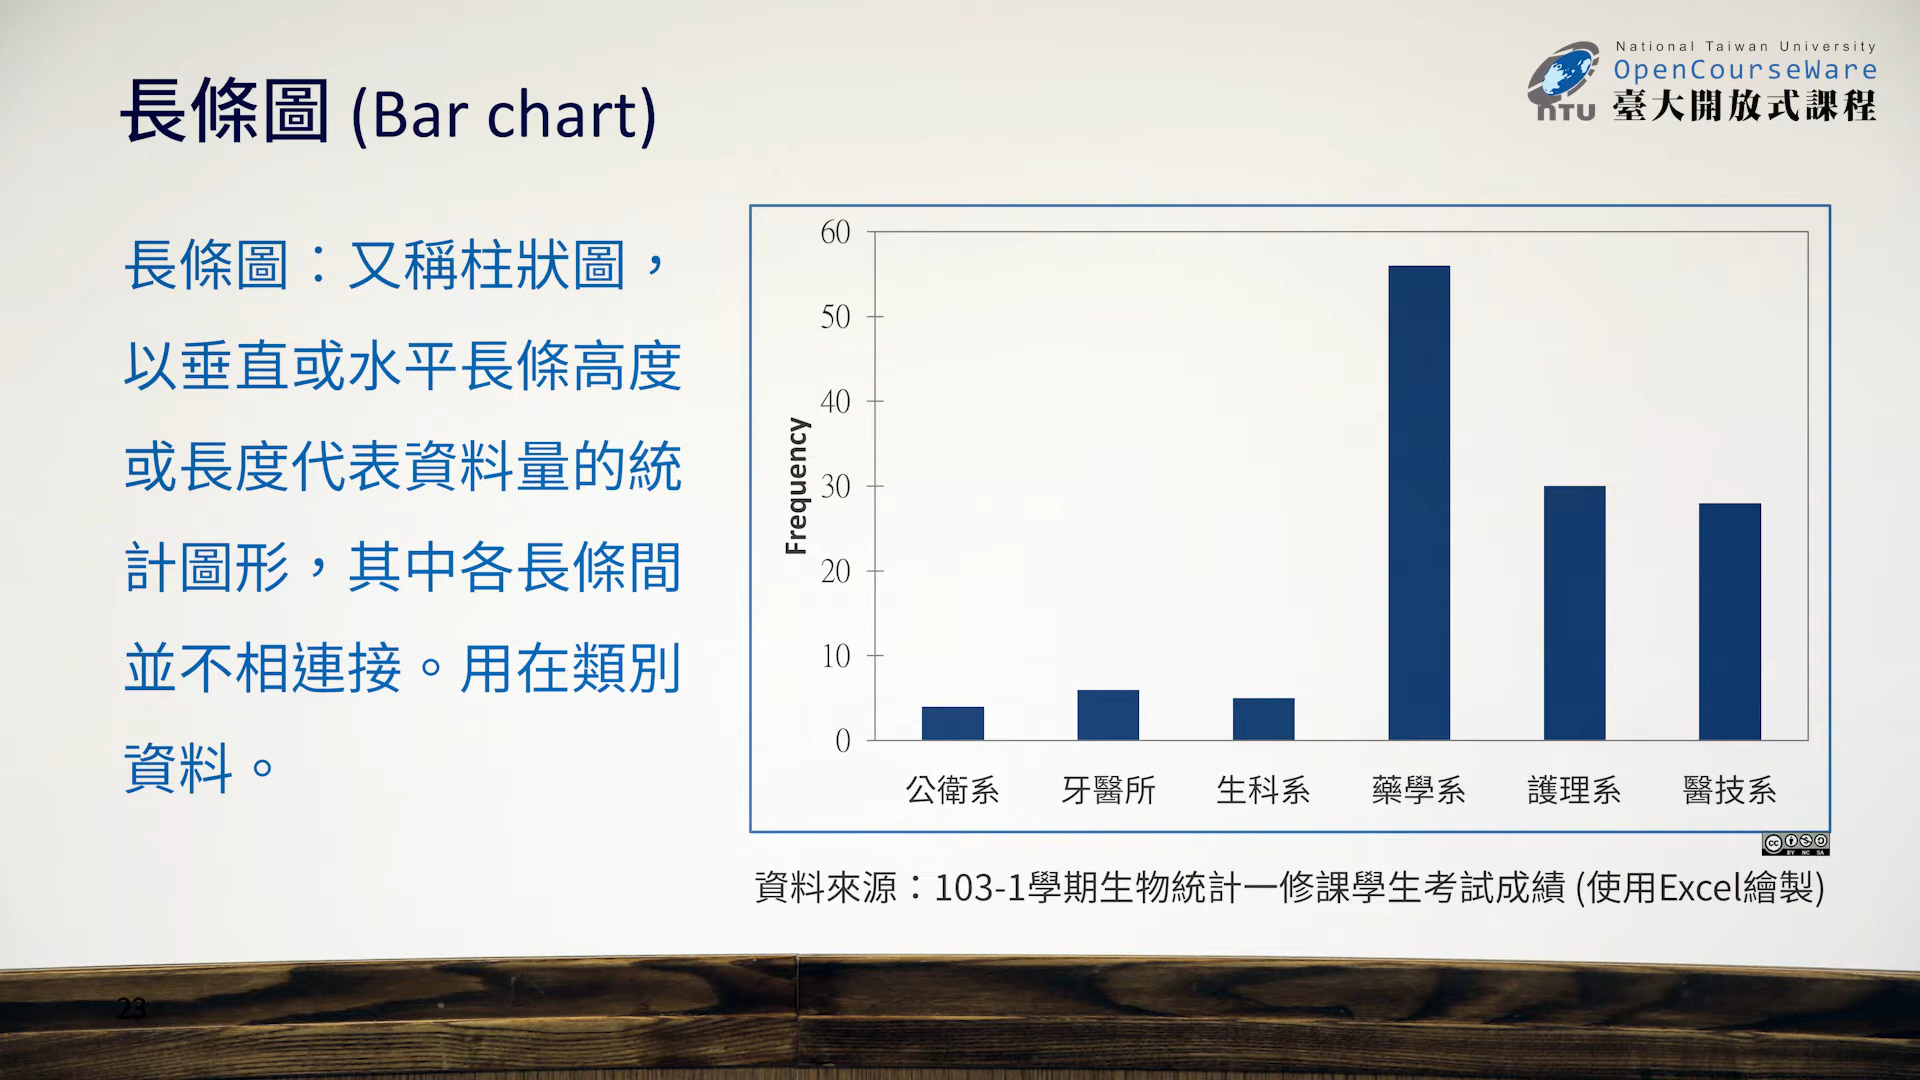 National Taiwan University
OpenCourseWare
臺大開放式課程
NTU
長條圖 (Bar chart)
長條圖：又稱柱狀圖，
以垂直或水平長條高度
或長度代表資料量的統
計圖形，其中各長條間
並不相連接。用在類別
資料。
60
50
40
30
20
10
0
Frequency
公衛系 牙醫所 生科系 藥學系 護理系 醫技系
cc BY NC SA
資料來源：103-1學期生物統計一修課學生考試成績 (使用Excel繪製)
23